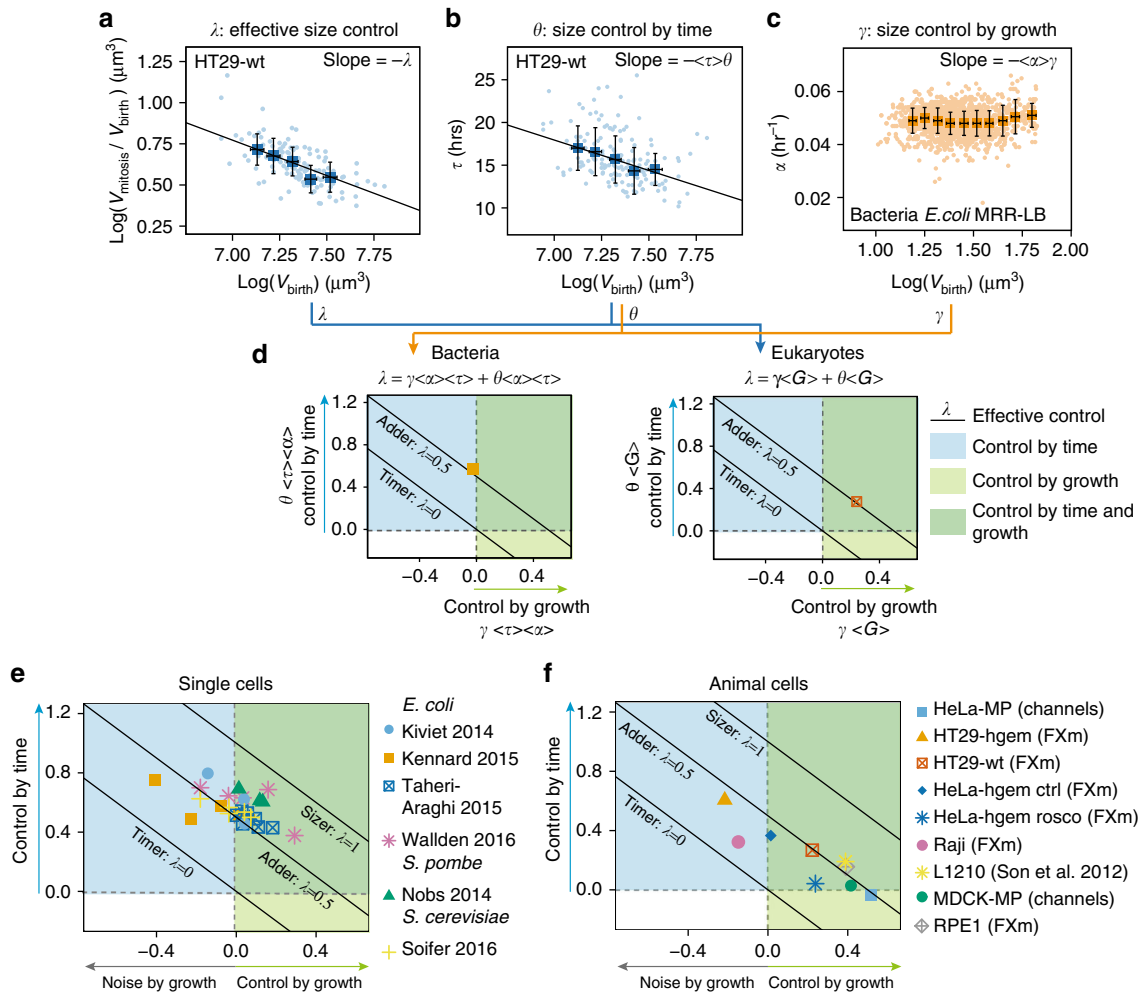 a
λ: effective size control
HT29-wt
Slope = −λ
Log(Vmitosis / Vbirth) (μm3)
1.25
1.00
0.75
0.50
0.25
7.00 7.25 7.50 7.75
Log(Vbirth) (μm3)
b
θ: size control by time
HT29-wt
Slope = −<τ>θ
τ (hrs)
25
20
15
10
7.00 7.25 7.50 7.75
Log(Vbirth) (μm3)
c
γ: size control by growth
Slope = −<α>γ
α (hr−1)
0.06
0.04
0.02
Bacteria E.coli MRR-LB
1.00 1.25 1.50 1.75 2.00
Log(Vbirth) (μm3)
λ
θ
γ
d
Bacteria
λ = γ<α><τ> + θ<α><τ>
θ <τ><α>
control by time
1.2
0.8
0.4
0.0
Adder: λ=0.5
Timer: λ=0
−0.4 0.0 0.4
Control by growth
γ <τ><α>
Eukaryotes
λ = γ<G> + θ<G>
θ <G>
control by time
1.2
0.8
0.4
0.0
Adder: λ=0.5
Timer: λ=0
−0.4 0.0 0.4
Control by growth
γ <G>
λ
Effective control
Control by time
Control by growth
Control by time and
growth
e
Single cells
Control by time
1.2
0.8
0.4
0.0
Timer: λ=0
Sizer: λ=1
Adder: λ=0.5
−0.4 0.0 0.4
Noise by growth
Control by growth
E. coli
Kiviet 2014
Kennard 2015
Taheri-
Araghi 2015
Wallden 2016
S. pombe
Nobs 2014
S. cerevisiae
Soifer 2016
f
Animal cells
Control by time
1.2
0.8
0.4
0.0
Sizer: λ=1
Adder: λ=0.5
Timer: λ=0
−0.4 0.0 0.4
Noise by growth
Control by growth
HeLa-MP (channels)
HT29-hgem (FXm)
HT29-wt (FXm)
HeLa-hgem ctrl (FXm)
HeLa-hgem rosco (FXm)
Raji (FXm)
L1210 (Son et al. 2012)
MDCK-MP (channels)
RPE1 (FXm)